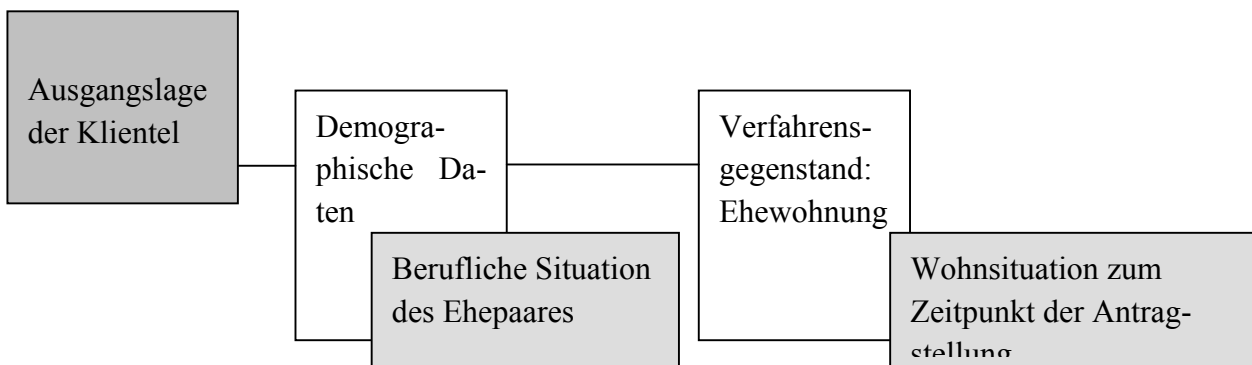 Ausgangslage
der Klientel
Demogra-
phische Da-
ten
Berufliche Situation
des Ehepaares
Verfahrens-
gegenstand:
Ehewohnung
Wohnsituation zum
Zeitpunkt der Antrag-
stellung